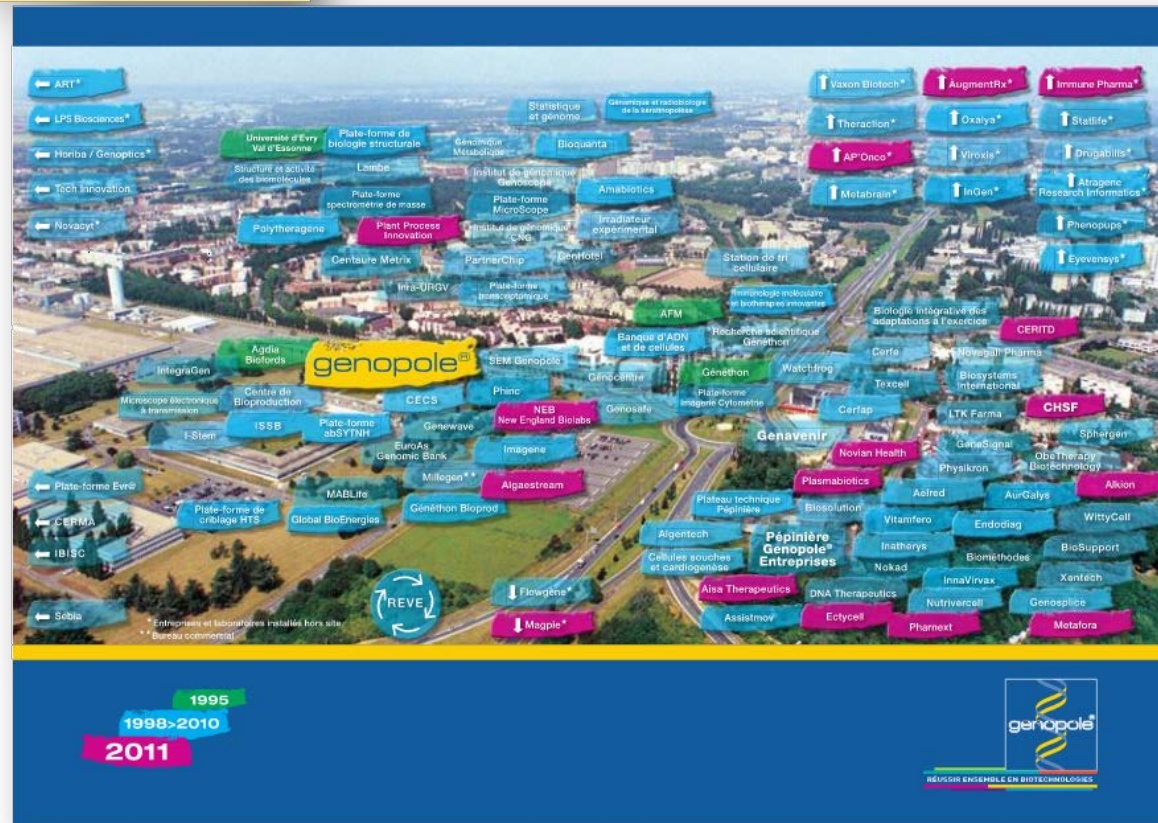 ART*
LPS Biosciences*
Horiba / Genoptics*
Tech Innovation
Novacyt*
Université d'Evry
Val d'Essonne
Plate-forme de
biologie structurale
Statistique
et génome
Génomique et radiobiologie
de la kératinopoïèse
Structure et activité
des biomolécules
Lambe
Génomique
Métabolique
Bioquanta
Institut de génomique
Genoscope
Plate-forme
spectrométrie de masse
Plate-forme
MicroScope
Amabiotics
Polytheragene
Plant Process
Innovation
Institut de génomique
CNG
Irradiateur
expérimental
Centaure Metrix
PartnerChip
GenHotel
Station de tri
cellulaire
Inra-URGV
Plate-forme
transcriptomique
Immunologie moléculaire
et biothérapies innovantes
Vaxon Biotech*
AugmentRx*
Immune Pharma*
Theraclion*
Oxalya*
Statlife*
AP'Onco*
Viroxis*
Drugabilis*
Metabrain*
InGen*
Atragene
Research Informatics*
Phenopups*
Eyevensys*
AFM
Biologie Intégrative des
adaptations à l'exercice
CERITD
Agdia
Biofords
genopole®
SEM Genopole
Banque d'ADN
et de cellules
Recherche scientifique
Généthon
Cerfe
Novagali Pharma
IntegraGen
Génocentre
Généthon
Watchfrog
Texcell
Biosystems
International
Microscope électronique
à transmission
Centre de
Bioproduction
CECS
Phinc
Plate-forme
Imagerie Cytométrie
NEB
New England Biolabs
Genosafe
Cerfap
LTK Farma
CHSF
I-Stem
ISSB
Plate-forme
abSYTNH
Genewave
Genavenir
GeneSignal
Sphergen
EuroAs
Genomic Bank
Imagene
Novian Health
ObeTherapy
Biotechnology
Physikron
Plate-forme Evr@
MABLife
Millegen**
Algaestream
Plasmabiotics
Aelred
AurGalys
Alkion
CERMA
Plate-forme de
criblage HTS
Global BioEnergies
Généthon Bioprod
Plateau technique
Pépinière
Biosolution
Vitamfero
Endodiag
WittyCell
IBISC
Algentech
Pépinière
Genopole®
Entreprises
Inatherys
Biométhodes
BioSupport
Cellules souches
et cardiogenèse
Nokad
InnaVirvax
Xentech
REVE
Flowgène*
Aisa Therapeutics
DNA Therapeutics
Nutrivercell
Genosplice
Sebia
* Entreprises et laboratoires installés hors site
** Bureau commercial
Magpie*
Assistmov
Ectycell
Pharnext
Metafora
1995
1998>2010
2011
genopole®
RÉUSSIR ENSEMBLE EN BIOTECHNOLOGIES